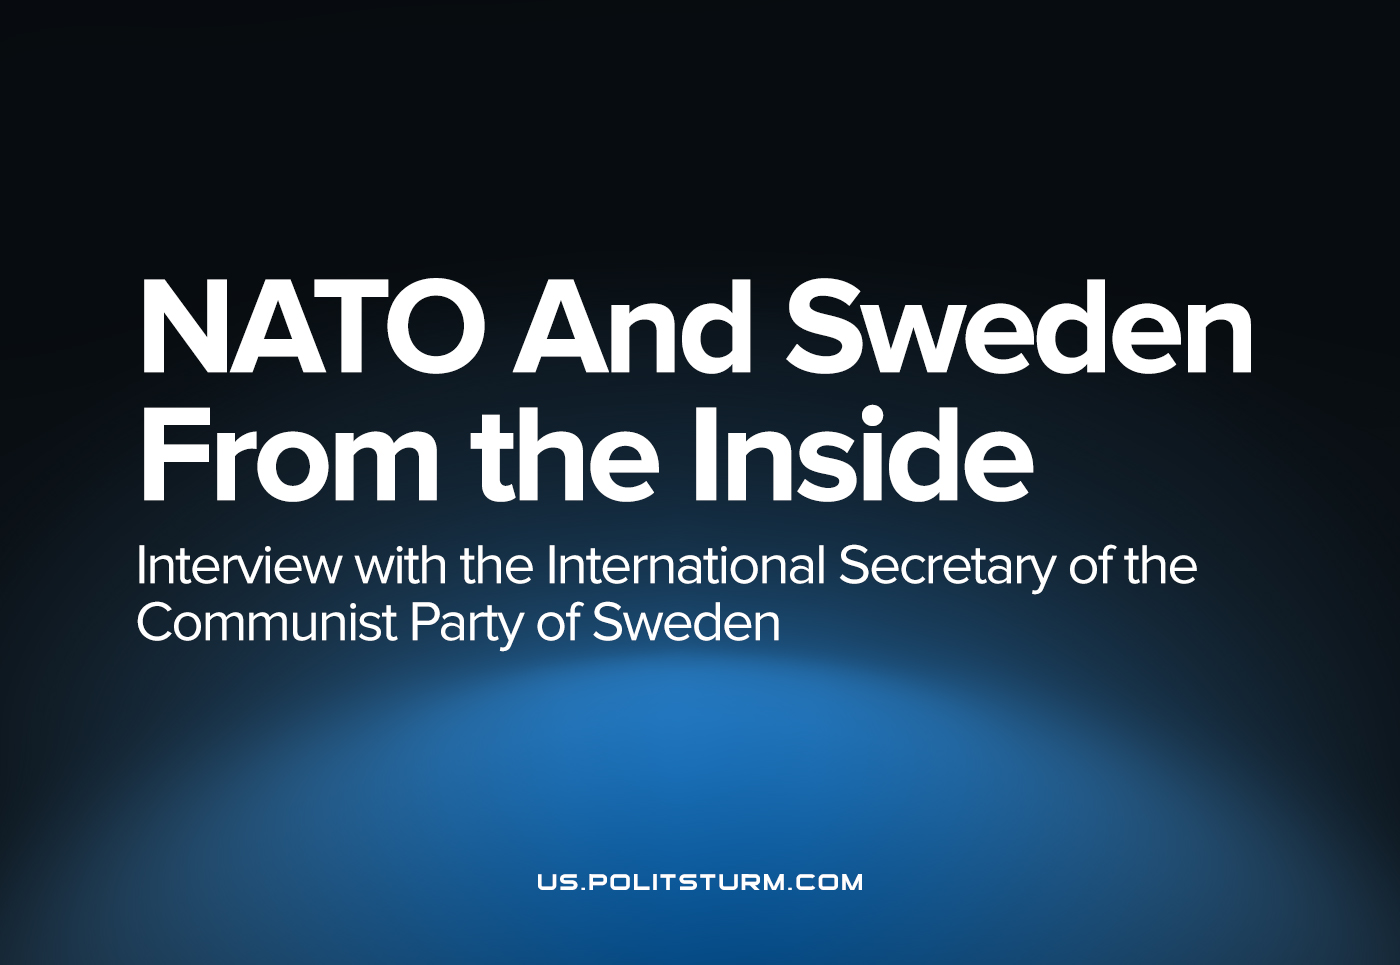 NATO And Sweden
From the Inside
Interview with the International Secretary of the
Communist Party of Sweden
US.POLITSTURM.COM